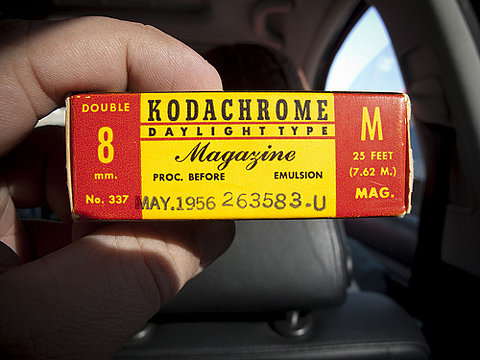 DOUBLE
8
mm.
No. 337
KODACHROME
DAYLIGHT TYPE
Magazine
PROC. BEFORE EMULSION
MAY.1956 263583-U
M
25 FEET
(7.62 M.)
MAG.